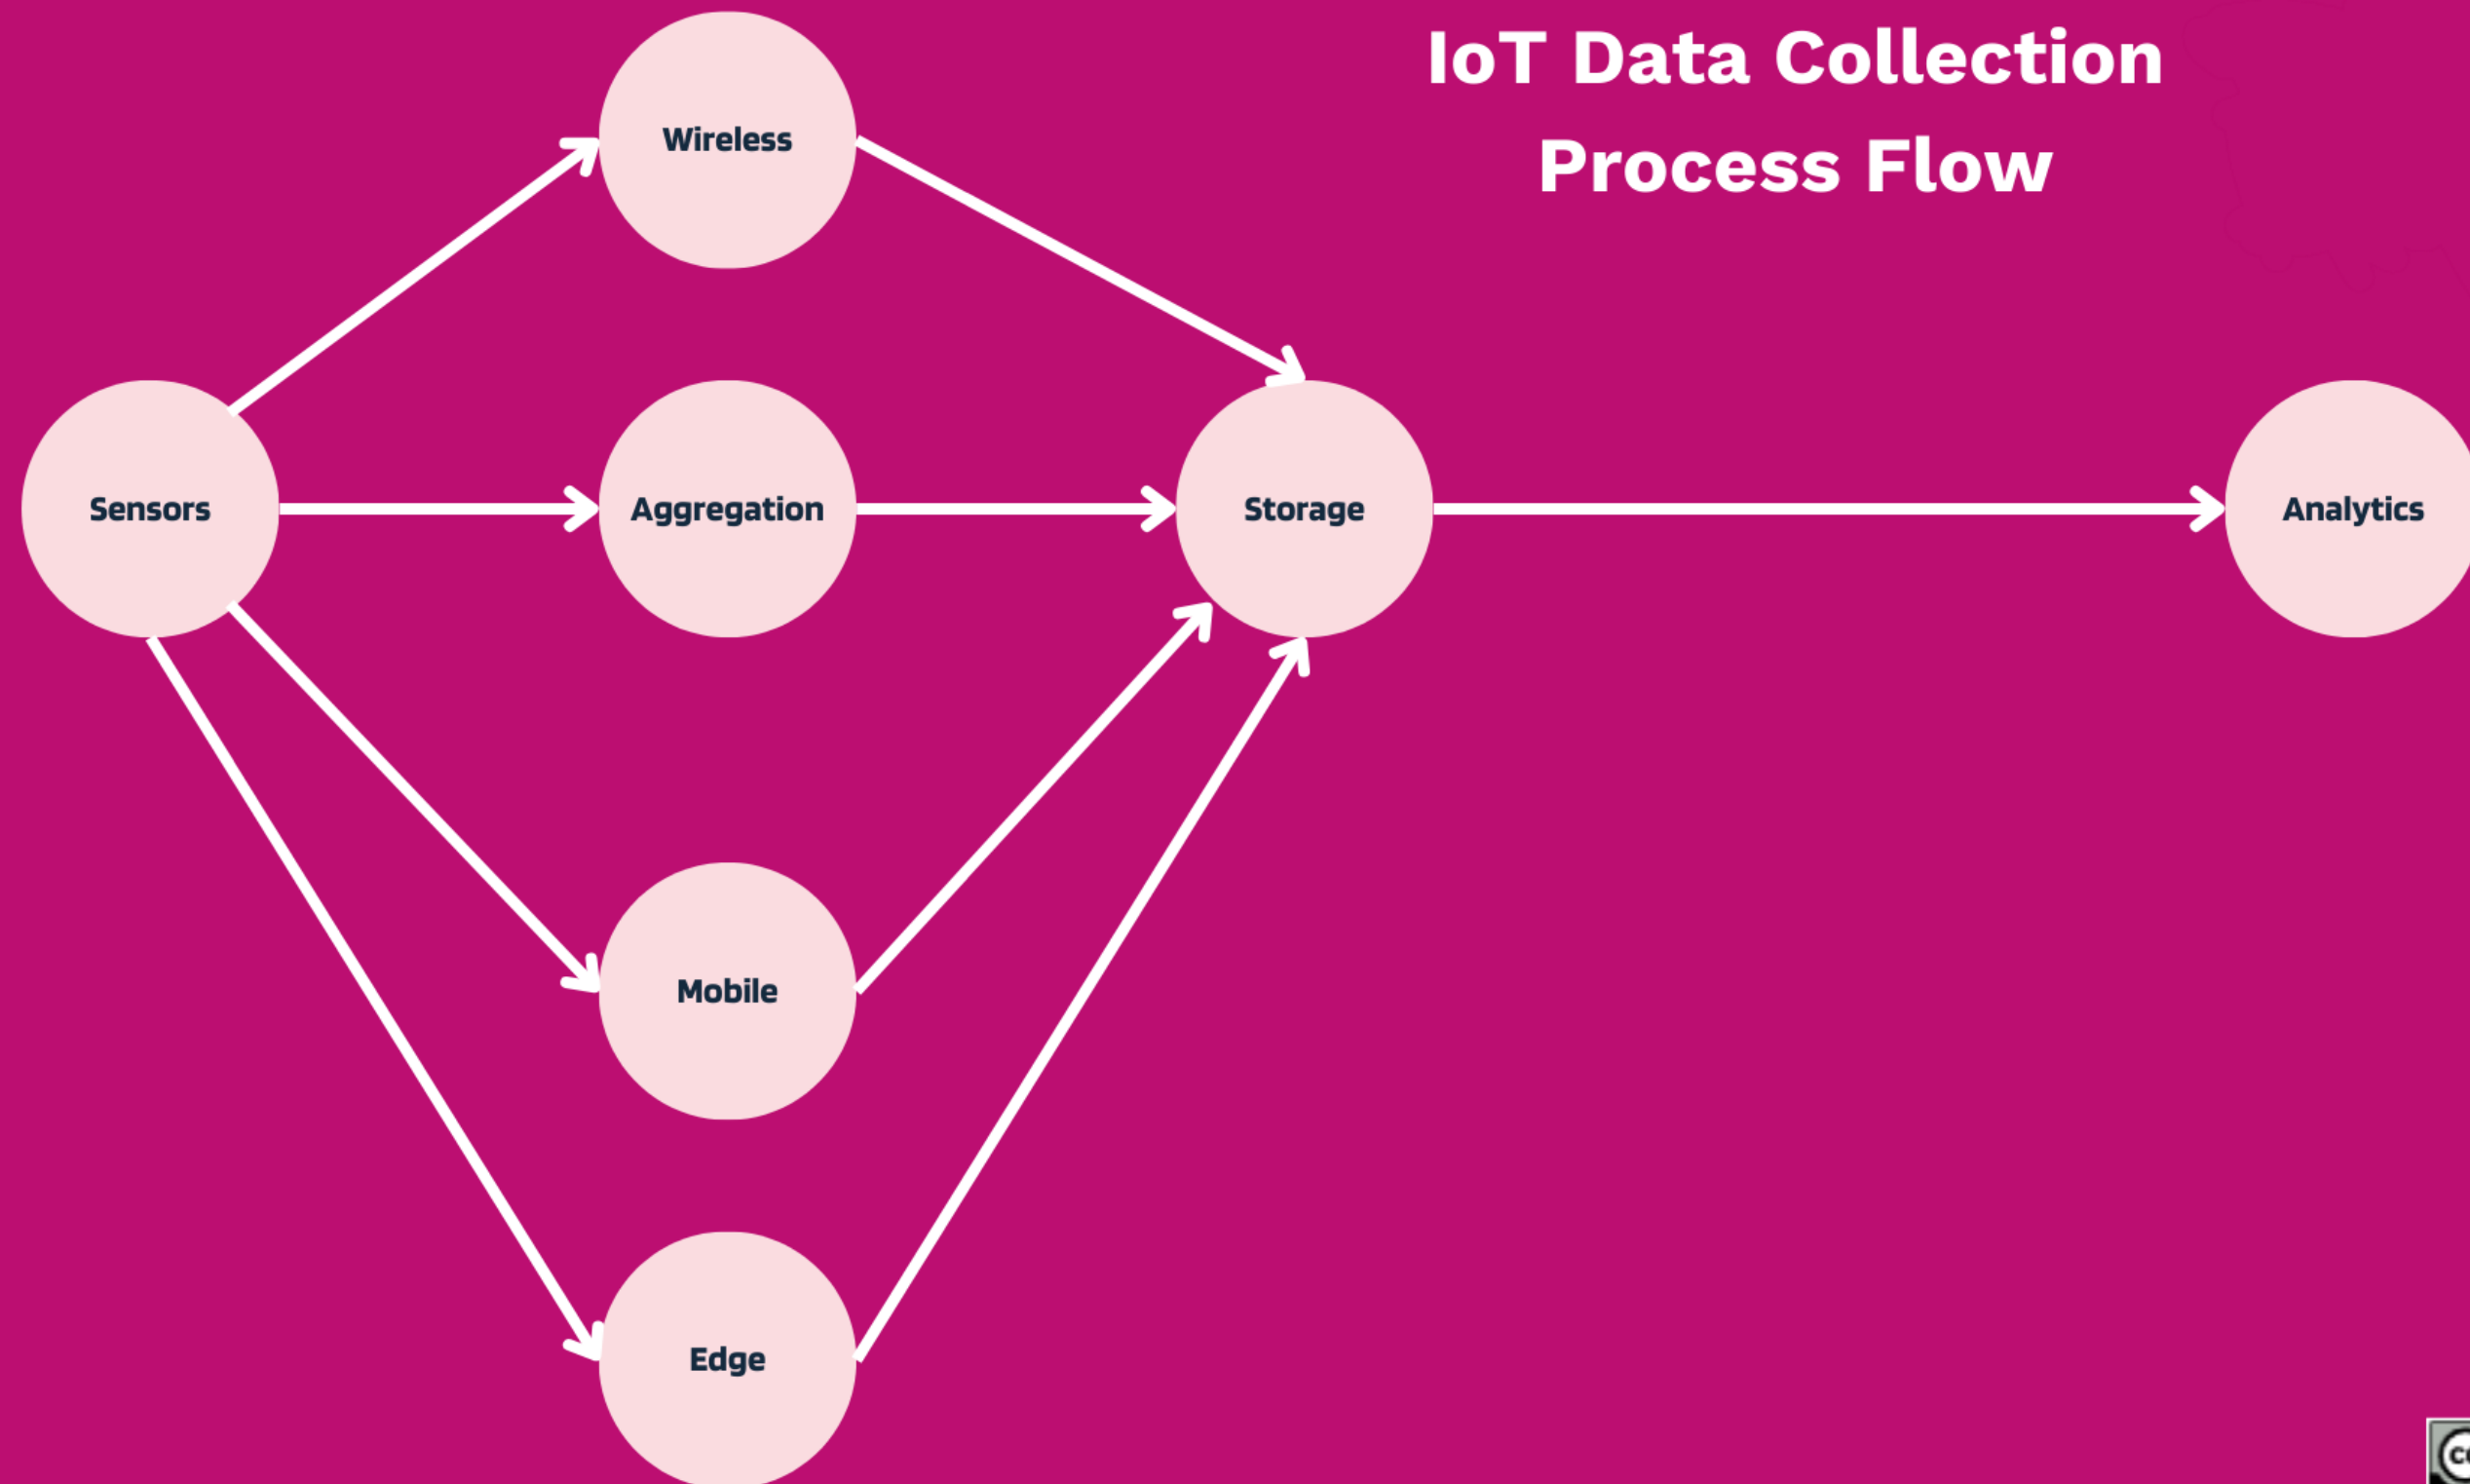 IoT Data Collection
Process Flow
Wireless
Sensors
Aggregation
Storage
Analytics
Mobile
Edge